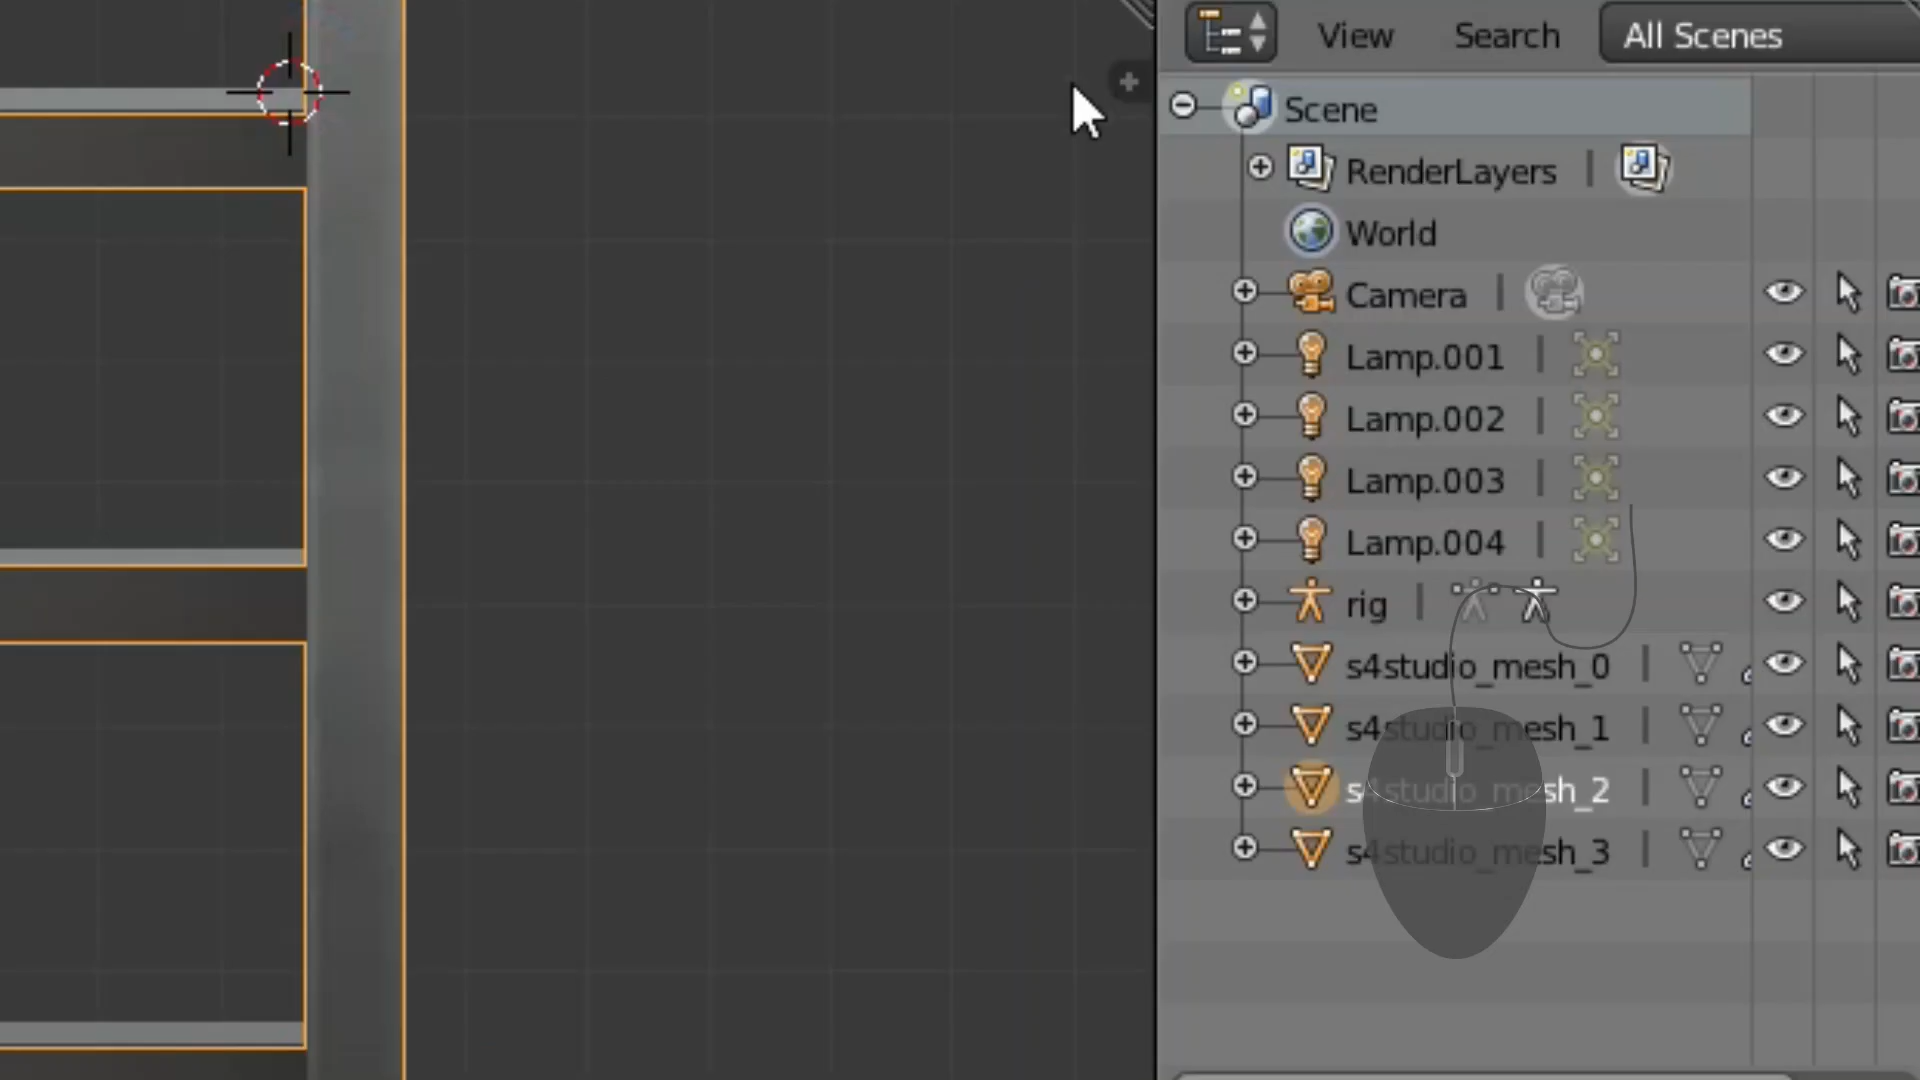 View Search All Scenes
Scene
RenderLayers
World
Camera
Lamp.001
Lamp.002
Lamp.003
Lamp.004
rig
s4studio_mesh_0
s4studio_mesh_1
s4studio_mesh_2
s4studio_mesh_3